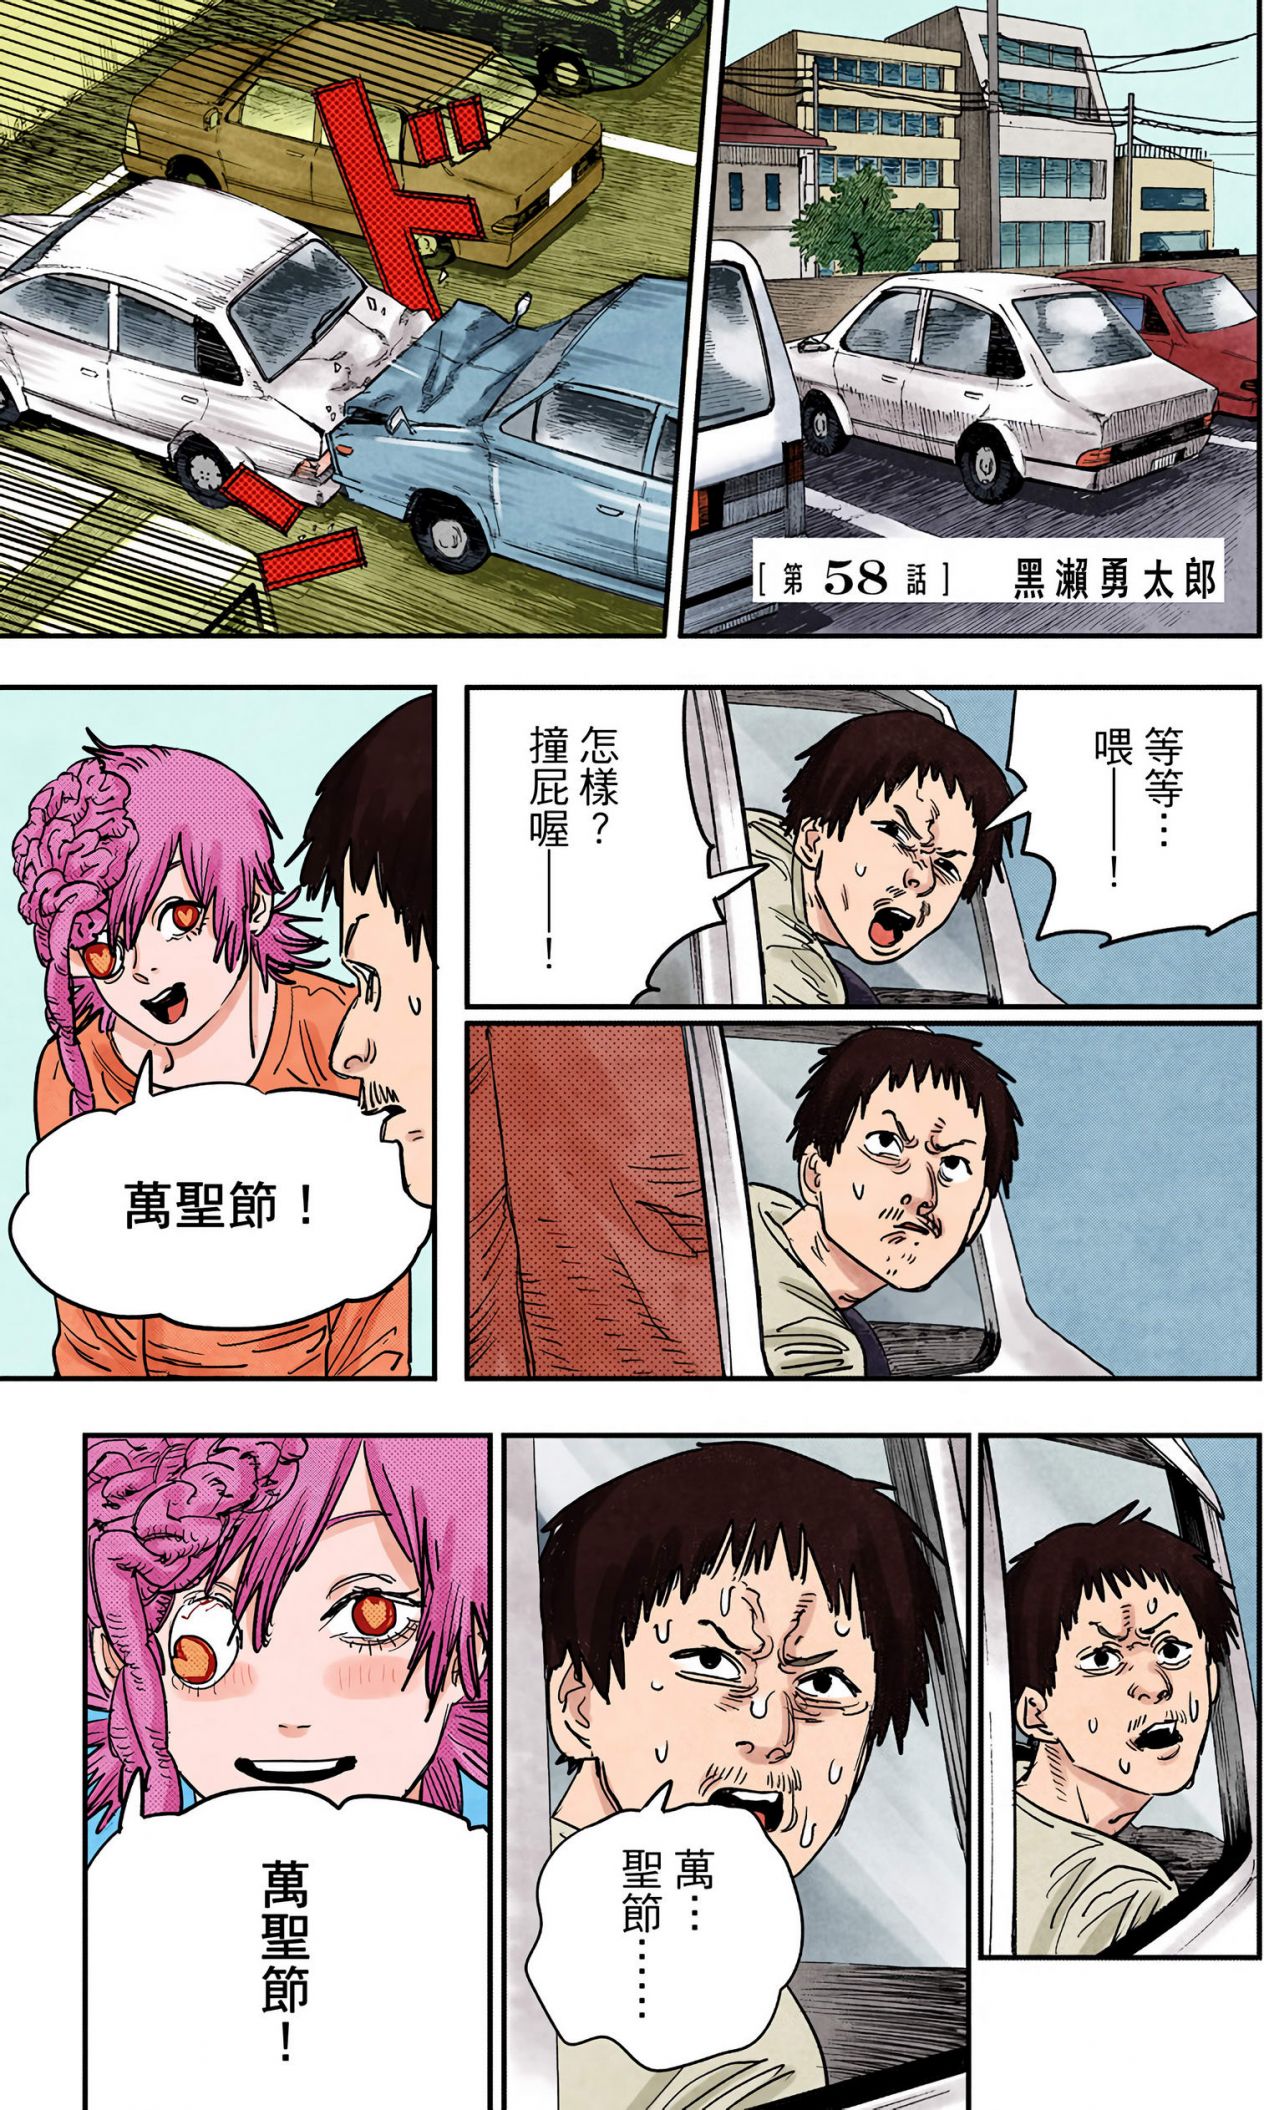 [第58話] 黑瀨勇太郎
ド
等等…
喂——！
怎樣？
撞屁喔——！
萬聖節！
萬…
聖節……
萬聖節！